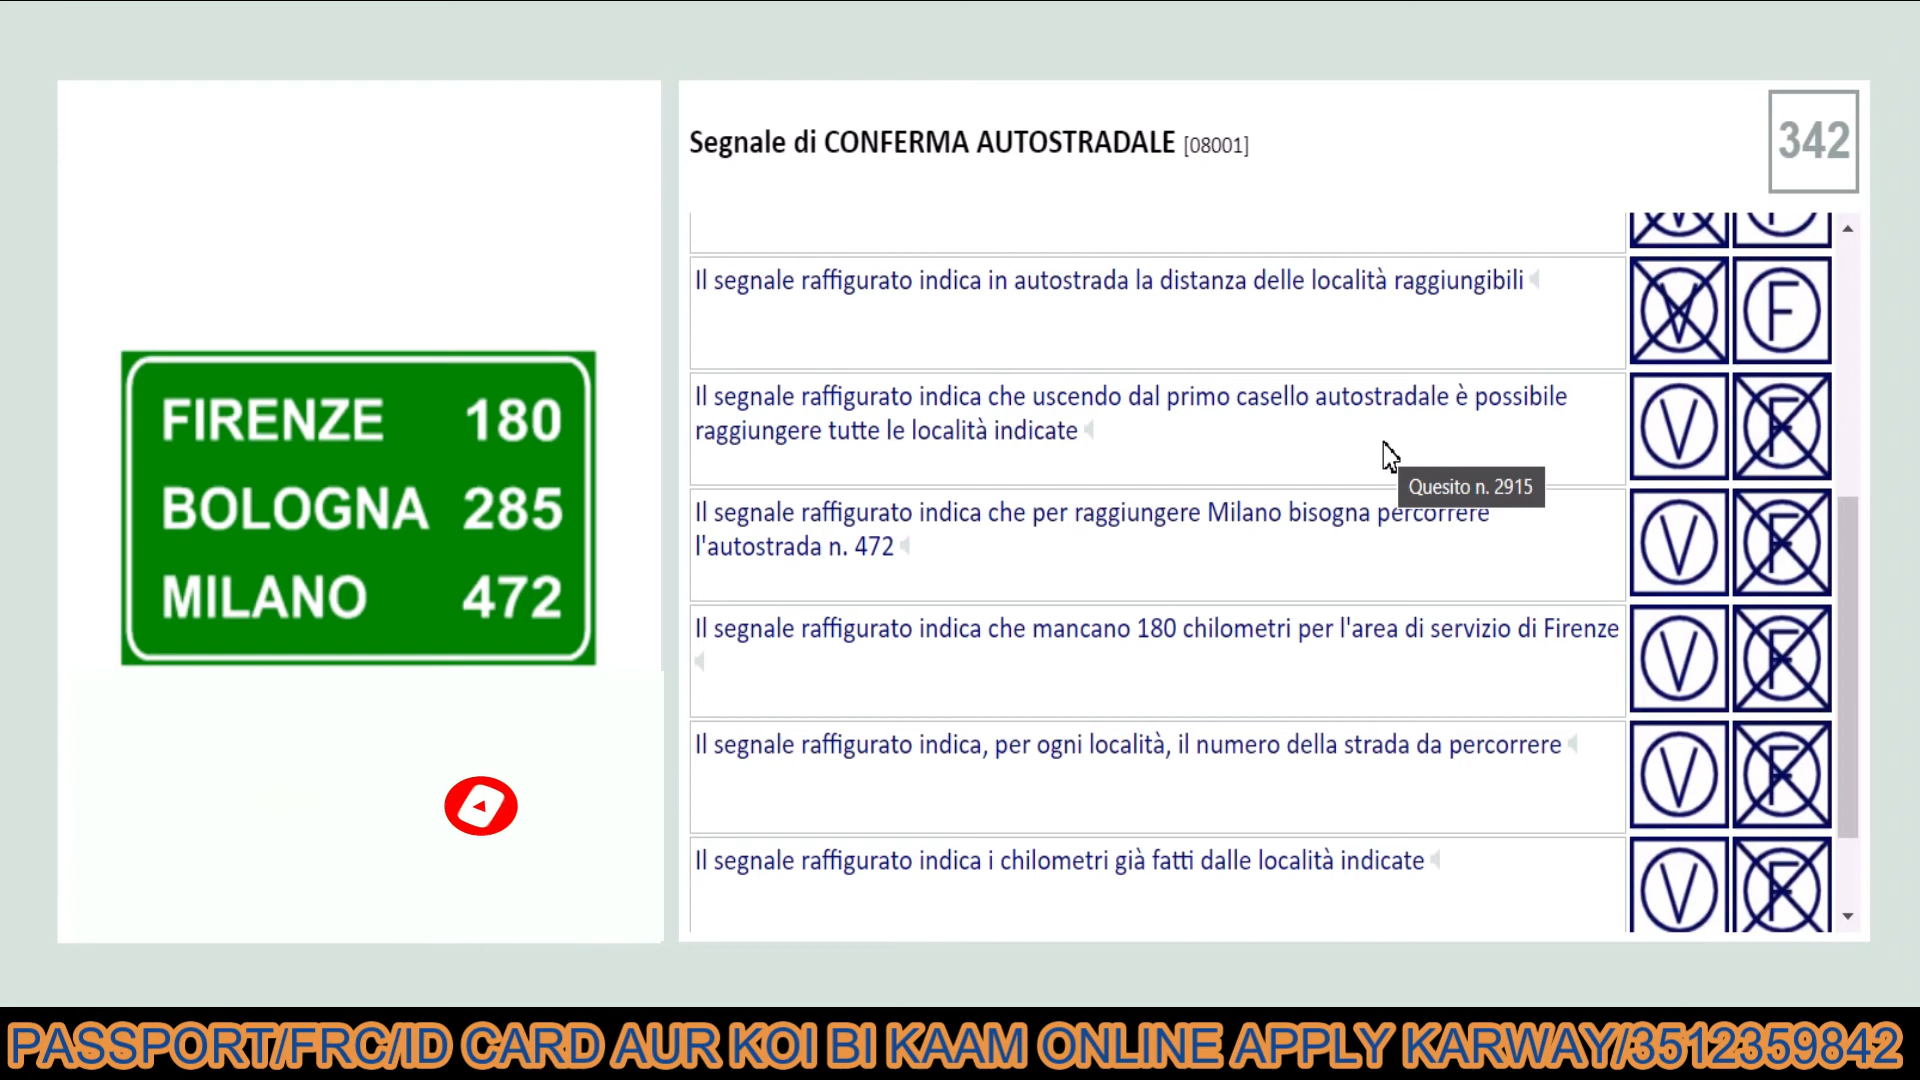 Segnale di CONFERMA AUTOSTRADALE [08001]
342
V F
Il segnale raffigurato indica in autostrada la distanza delle località raggiungibili
V F
Il segnale raffigurato indica che uscendo dal primo casello autostradale è possibile
raggiungere tutte le località indicate
V F
Quesito n. 2915
Il segnale raffigurato indica che per raggiungere Milano bisogna percorrere
l'autostrada n. 472
V F
Il segnale raffigurato indica che mancano 180 chilometri per l'area di servizio di Firenze
V F
Il segnale raffigurato indica, per ogni località, il numero della strada da percorrere
V F
Il segnale raffigurato indica i chilometri già fatti dalle località indicate
V F
FIRENZE 180
BOLOGNA 285
MILANO 472
PASSPORT/FRC/ID CARD AUR KOI BI KAAM ONLINE APPLY KARWAY/3512359842